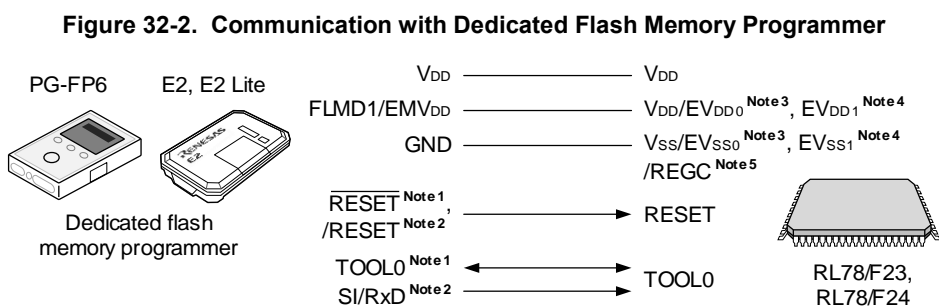 Figure 32-2. Communication with Dedicated Flash Memory Programmer
PG-FP6
E2, E2 Lite
RENESAS
E2
Dedicated flash
memory programmer
VDD
VDD
FLMD1/EMVDD
VDD/EVDD0 Note 3, EVDD1 Note 4
GND
VSS/EVSS0 Note 3, EVSS1 Note 4
/REGC Note 5
RESET Note 1,
/RESET Note 2
RESET
TOOL0 Note 1
SI/RxD Note 2
TOOL0
RL78/F23,
RL78/F24